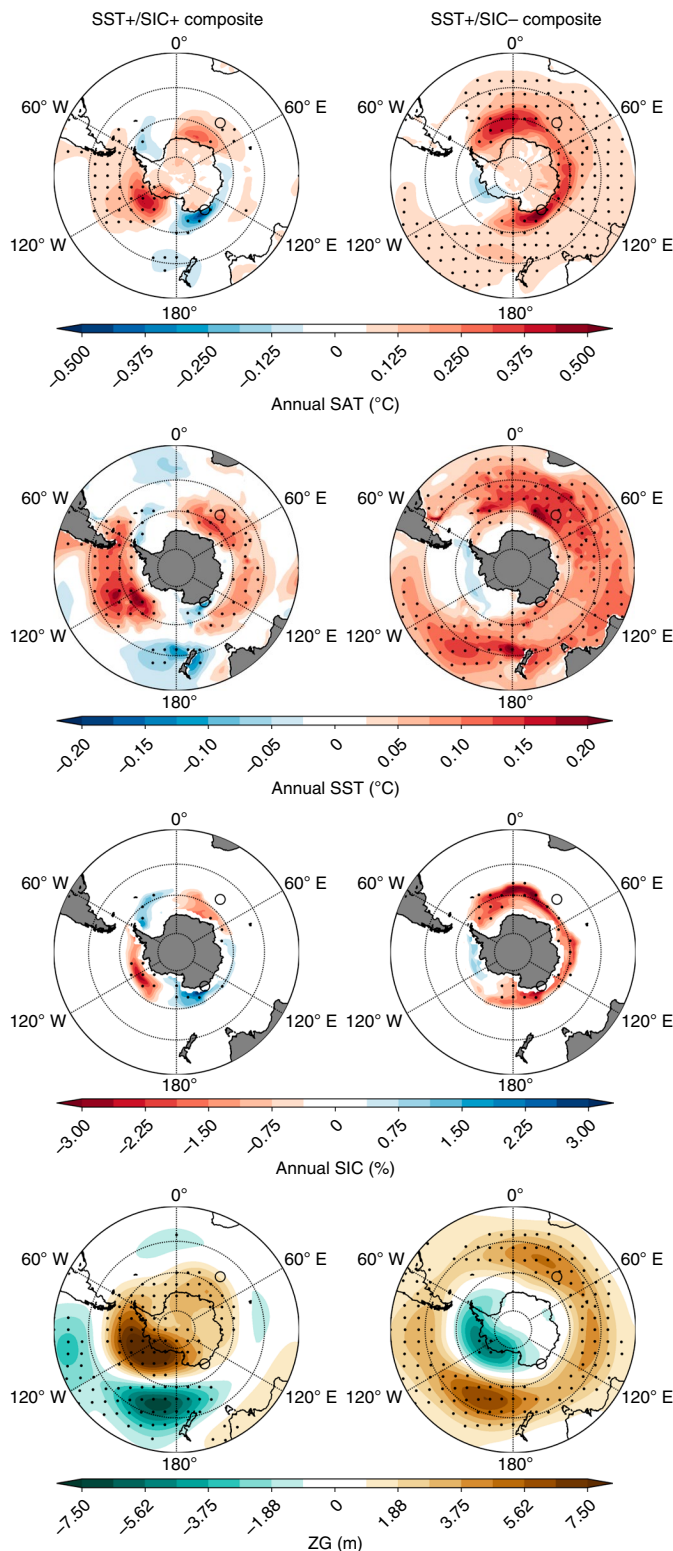 SST+/SIC+ composite SST+/SIC– composite
0° 0°
60° W 60° E 60° W 60° E
120° W 120° E 120° W 120° E
180° 180°
–0.500 –0.375 –0.250 –0.125 0 0.125 0.250 0.375 0.500
Annual SAT (°C)
0° 0°
60° W 60° E 60° W 60° E
120° W 120° E 120° W 120° E
180° 180°
–0.20 –0.15 –0.10 –0.05 0 0.05 0.10 0.15 0.20
Annual SST (°C)
0° 0°
60° W 60° E 60° W 60° E
120° W 120° E 120° W 120° E
180° 180°
–3.00 –2.25 –1.50 –0.75 0 0.75 1.50 2.25 3.00
Annual SIC (%)
0° 0°
60° W 60° E 60° W 60° E
120° W 120° E 120° W 120° E
180° 180°
–7.50 –5.62 –3.75 –1.88 0 1.88 3.75 5.62 7.50
ZG (m)